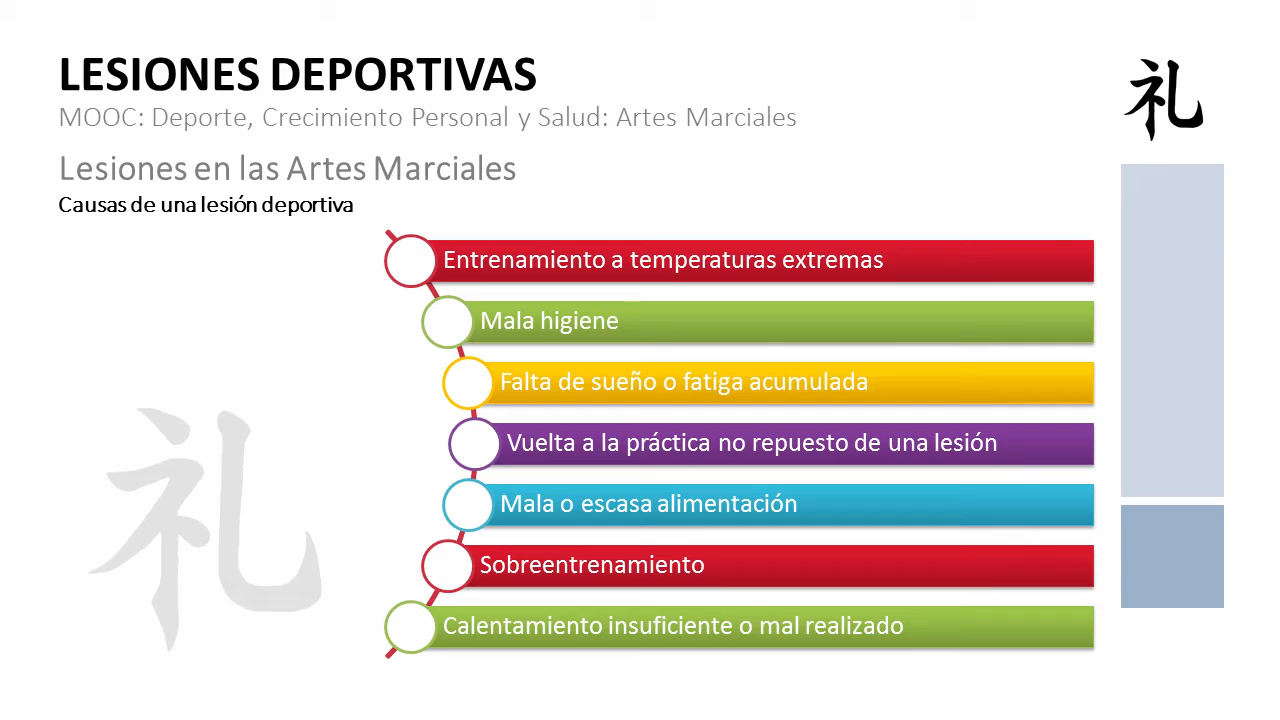 LESIONES DEPORTIVAS
礼
MOOC: Deporte, Crecimiento Personal y Salud: Artes Marciales
Lesiones en las Artes Marciales
Causas de una lesión deportiva
Entrenamiento a temperaturas extremas
Mala higiene
Falta de sueño o fatiga acumulada
Vuelta a la práctica no repuesto de una lesión
Mala o escasa alimentación
Sobreentrenamiento
Calentamiento insuficiente o mal realizado
礼